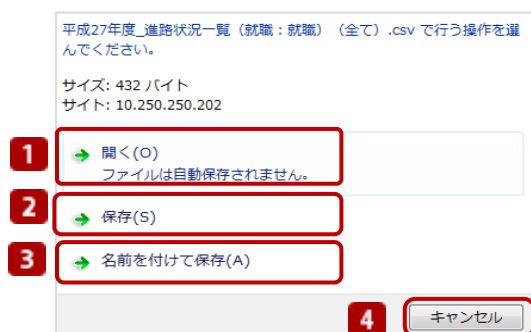 平成27年度_進路状況一覧（就職：就職）（全て）.csv で行う操作を選
んでください。
サイズ: 432 バイト
サイト: 10.250.250.202
1
開く(O)
ファイルは自動保存されません。
2
保存(S)
3
名前を付けて保存(A)
4
キャンセル